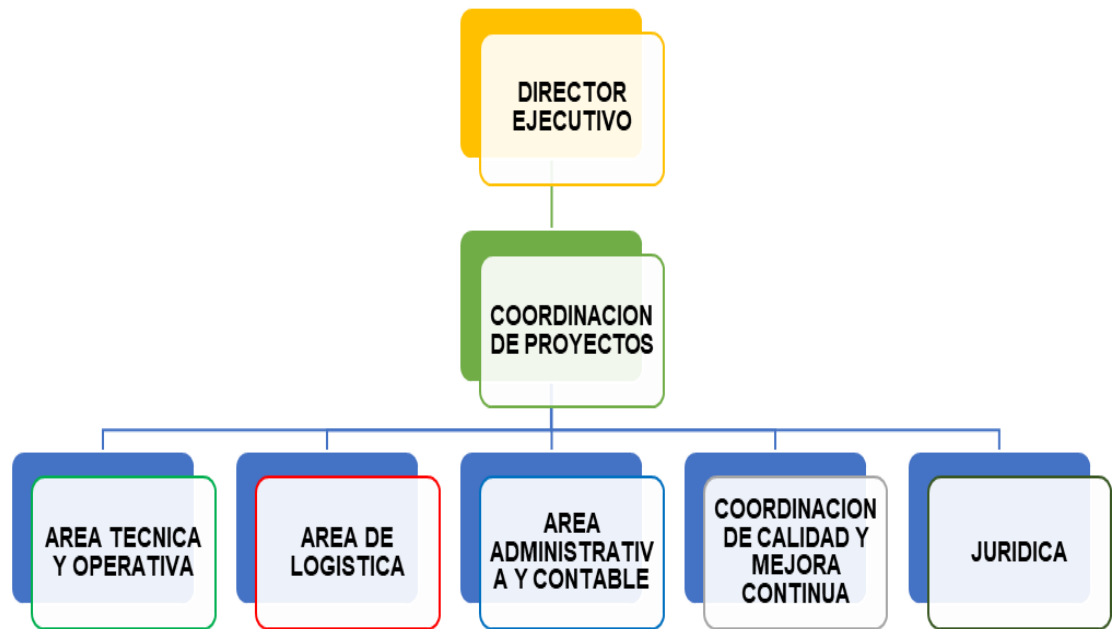 DIRECTOR
EJECUTIVO
COORDINACION
DE PROYECTOS
AREA TECNICA
Y OPERATIVA
AREA DE
LOGISTICA
AREA
ADMINISTRATIV
A Y CONTABLE
COORDINACION
DE CALIDAD Y
MEJORA
CONTINUA
JURIDICA